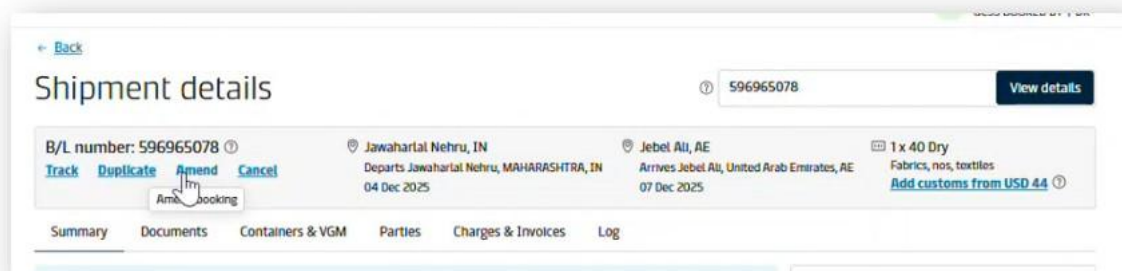 ← Back
Shipment details
596965078
View details
B/L number: 596965078
Track Duplicate Amend Cancel
Jawaharlal Nehru, IN
Departs Jawaharlal Nehru, MAHARASHTRA, IN
04 Dec 2025
Jebel Ali, AE
Arrives Jebel Ali, United Arab Emirates, AE
07 Dec 2025
1 x 40 Dry
Fabrics, nos, textiles
Add customs from USD 44
booking
Summary Documents Containers & VGM Parties Charges & Invoices Log